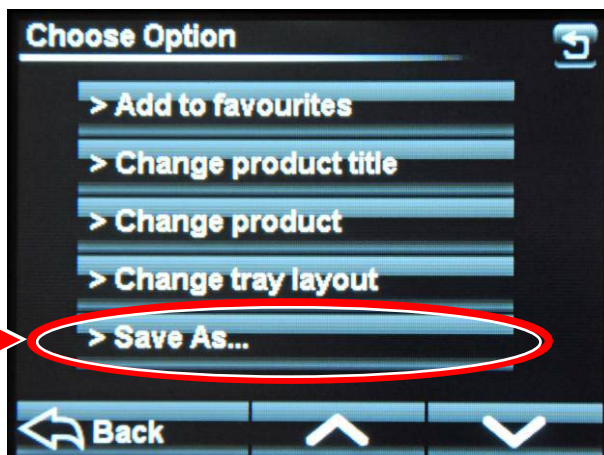 Choose Option
> Add to favourites
> Change product title
> Change product
> Change tray layout
> Save As...
Back